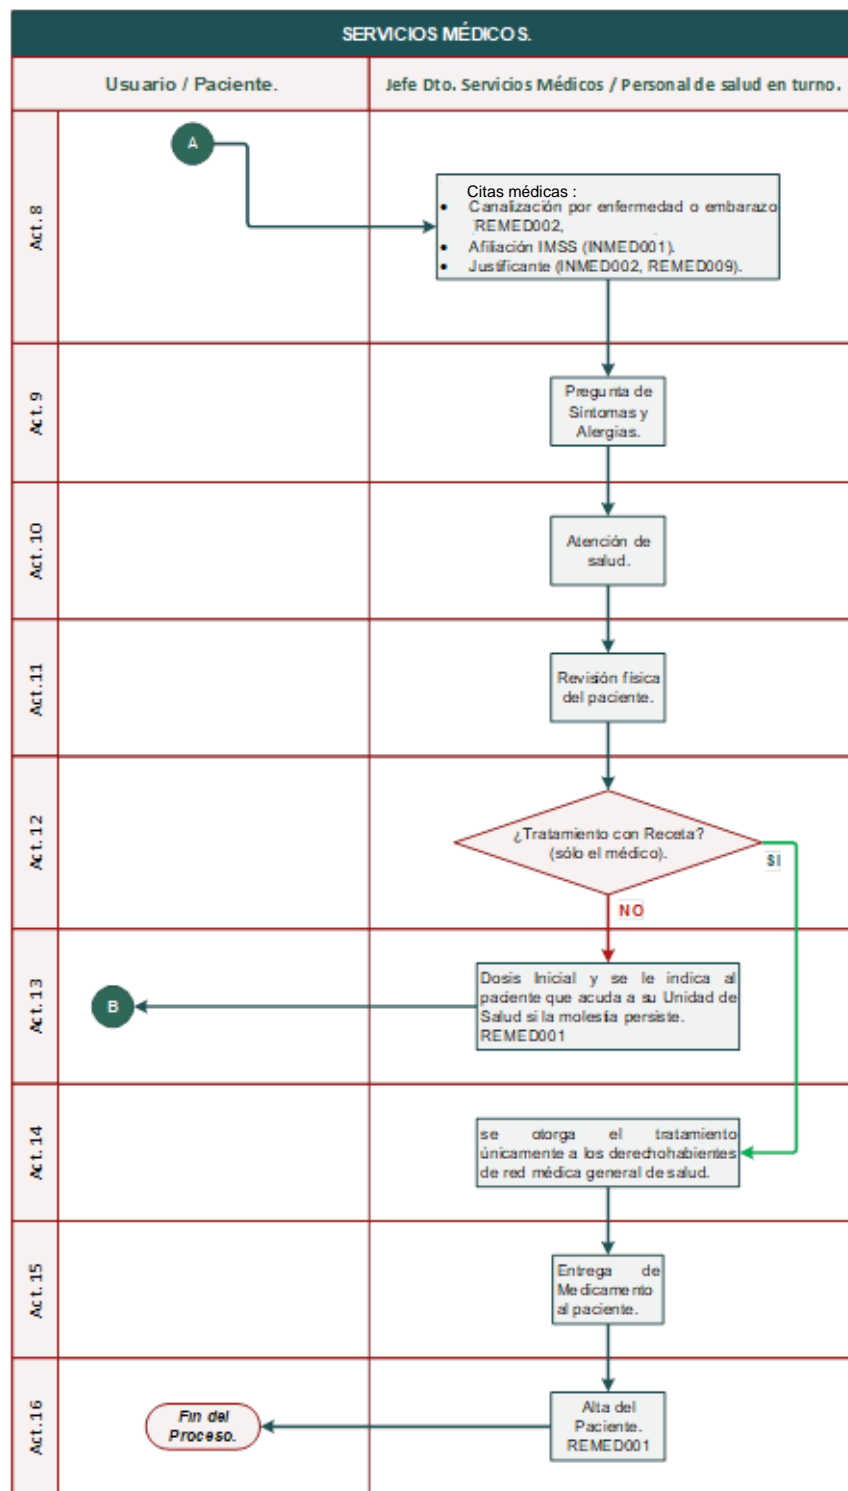 SERVICIOS MÉDICOS.
Usuario / Paciente.
Jefe Dto. Servicios Médicos / Personal de salud en turno.
Act. 8
A
Citas médicas :
• Canalización por enfermedad o embarazo
REMED002,
• Afiliación IMSS (INMED001).
• Justificante (INMED002, REMED009).
Act. 9
Pregunta de
Síntomas y
Alergias.
Act. 10
Atención de
salud.
Act. 11
Revisión física
del paciente.
Act. 12
¿Tratamiento con Receta?
(sólo el médico).
SI
NO
Act. 13
B
Dosis Inicial y se le indica al
paciente que acuda a su Unidad de
Salud si la molestia persiste.
REMED001
Act. 14
se otorga el tratamiento
únicamente a los derechohabientes
de red médica general de salud.
Act. 15
Entrega de
Medicamento
al paciente.
Act. 16
Fin del
Proceso.
Alta del
Paciente.
REMED001